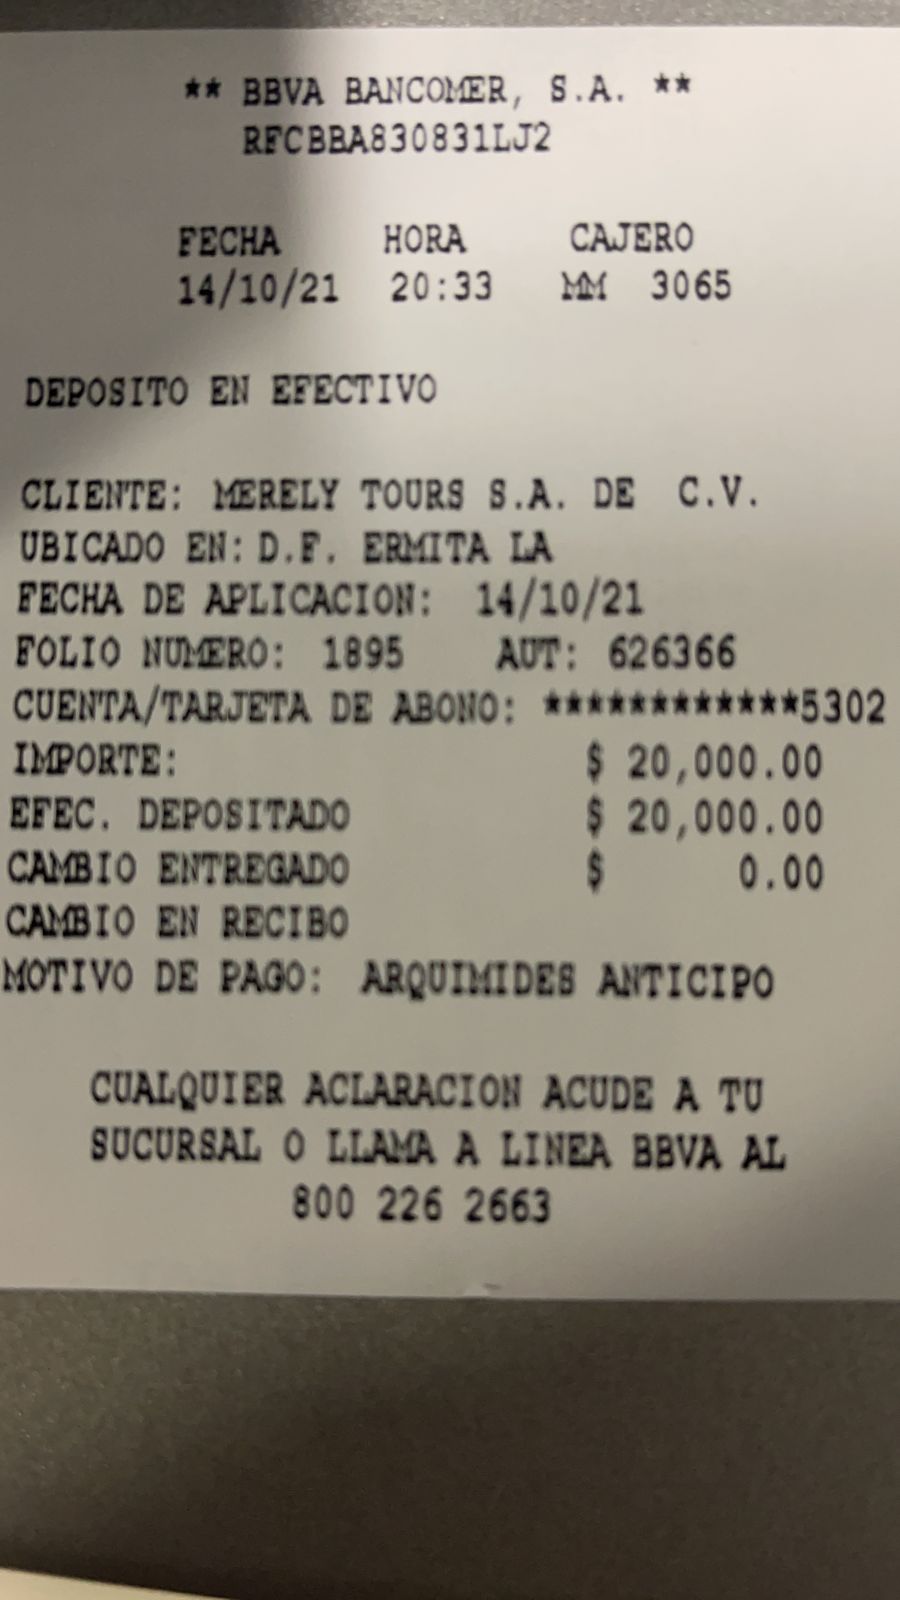 ** BBVA BANCOMER, S.A. **
RFCBBA830831LJ2
FECHA HORA CAJERO
14/10/21 20:33 MM 3065
DEPOSITO EN EFECTIVO
CLIENTE: MERELY TOURS S.A. DE C.V.
UBICADO EN: D.F. ERMITA LA
FECHA DE APLICACION: 14/10/21
FOLIO NUMERO: 1895 AUT: 626366
CUENTA/TARJETA DE ABONO: ************5302
IMPORTE: $ 20,000.00
EFEC. DEPOSITADO $ 20,000.00
CAMBIO ENTREGADO $ 0.00
CAMBIO EN RECIBO
MOTIVO DE PAGO: ARQUIMIDES ANTICIPO
CUALQUIER ACLARACION ACUDE A TU
SUCURSAL O LLAMA A LINEA BBVA AL
800 226 2663